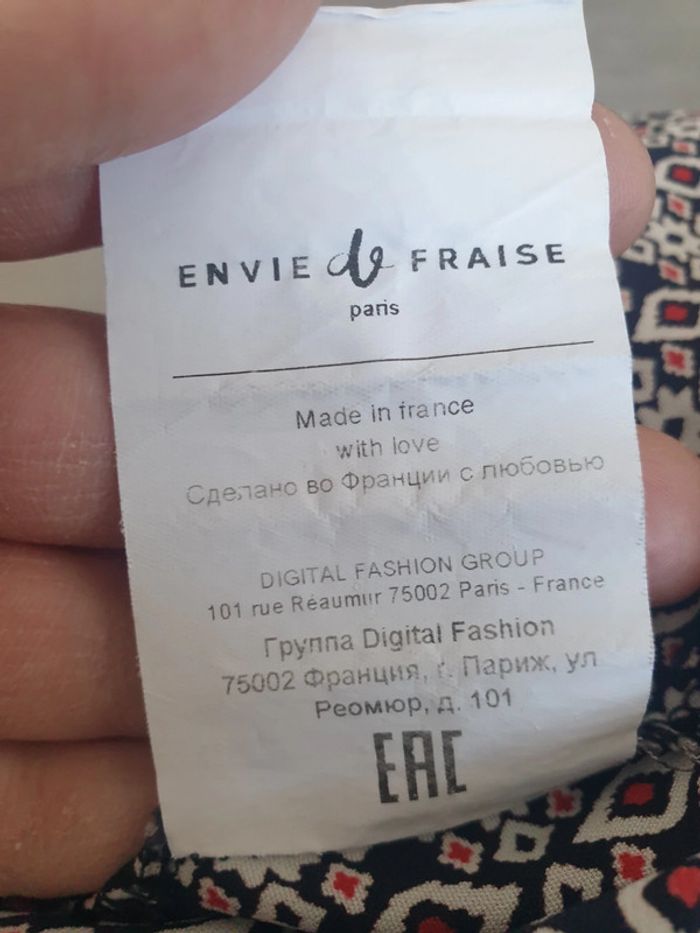 ENVIE de FRAISE
paris
Made in france
with love
Сделано во Франции с любовью
DIGITAL FASHION GROUP
101 rue Réaumur 75002 Paris - France
Группа Digital Fashion
75002 Франция, г. Париж, ул
Реомюр, д. 101
EAC